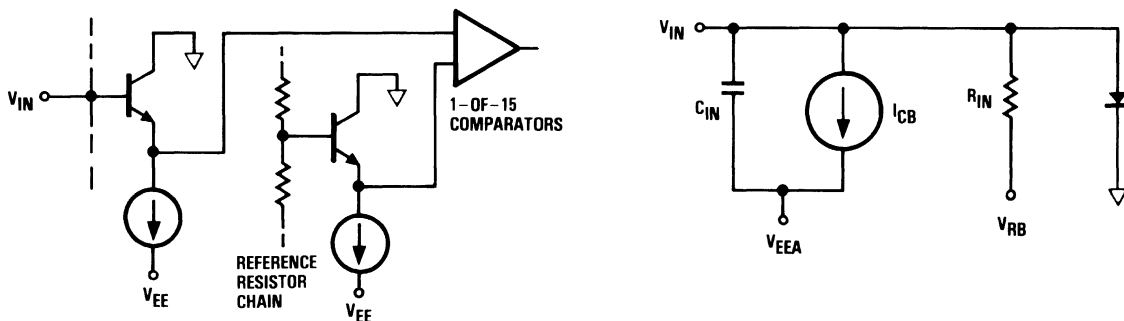 V_IN
V_EE
REFERENCE
RESISTOR
CHAIN
V_EE
1-OF-15
COMPARATORS
V_IN
C_IN
I_CB
R_IN
V_EEA
V_RB